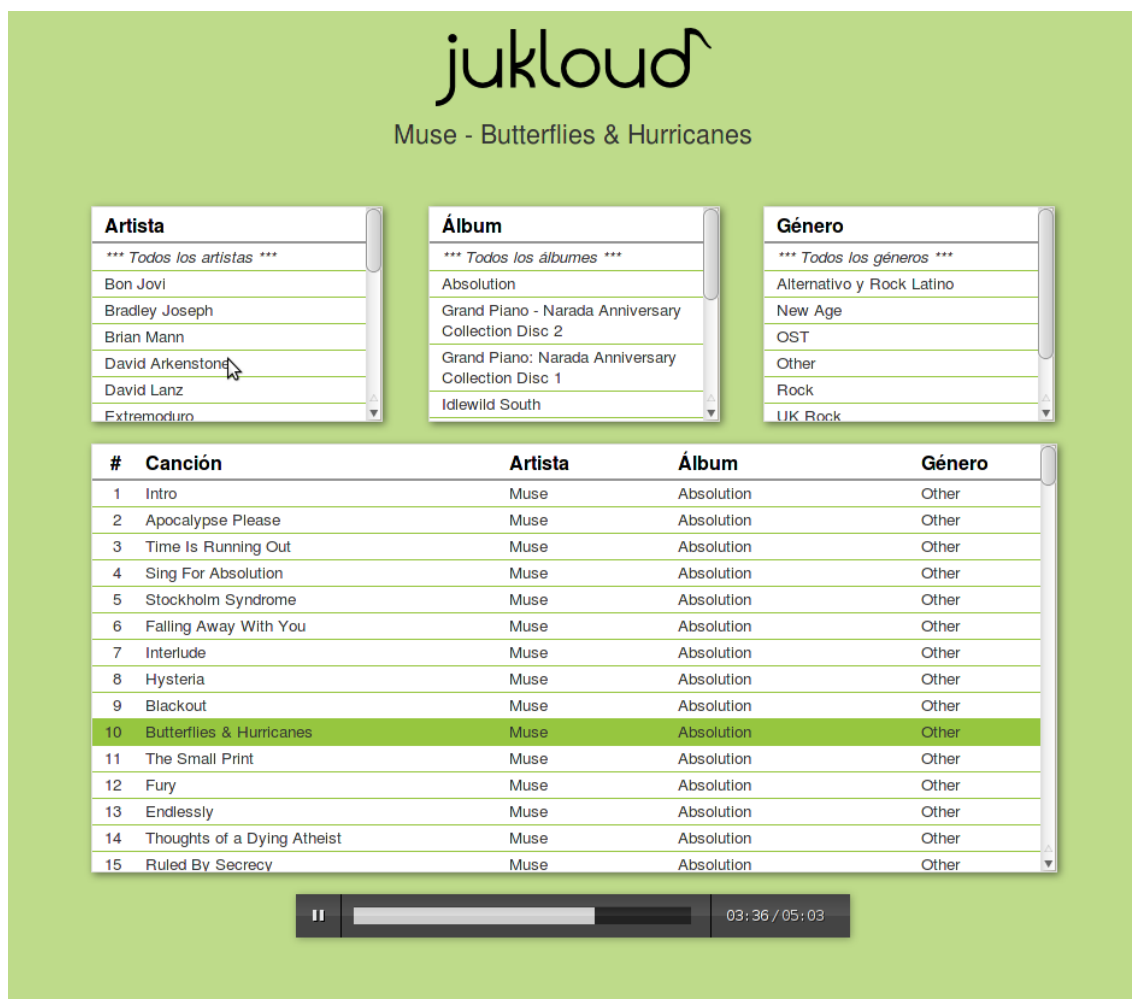 jukloud
Muse - Butterflies & Hurricanes
Artista
*** Todos los artistas ***
Bon Jovi
Bradley Joseph
Brian Mann
David Arkenstone
David Lanz
Extremoduro
Álbum
*** Todos los álbumes ***
Absolution
Grand Piano - Narada Anniversary
Collection Disc 2
Grand Piano: Narada Anniversary
Collection Disc 1
Idlewild South
Género
*** Todos los géneros ***
Alternativo y Rock Latino
New Age
OST
Other
Rock
UK Rock
# Canción Artista Álbum Género
1 Intro Muse Absolution Other
2 Apocalypse Please Muse Absolution Other
3 Time Is Running Out Muse Absolution Other
4 Sing For Absolution Muse Absolution Other
5 Stockholm Syndrome Muse Absolution Other
6 Falling Away With You Muse Absolution Other
7 Interlude Muse Absolution Other
8 Hysteria Muse Absolution Other
9 Blackout Muse Absolution Other
10 Butterflies & Hurricanes Muse Absolution Other
11 The Small Print Muse Absolution Other
12 Fury Muse Absolution Other
13 Endlessly Muse Absolution Other
14 Thoughts of a Dying Atheist Muse Absolution Other
15 Ruled By Secrecy Muse Absolution Other
03:36/05:03